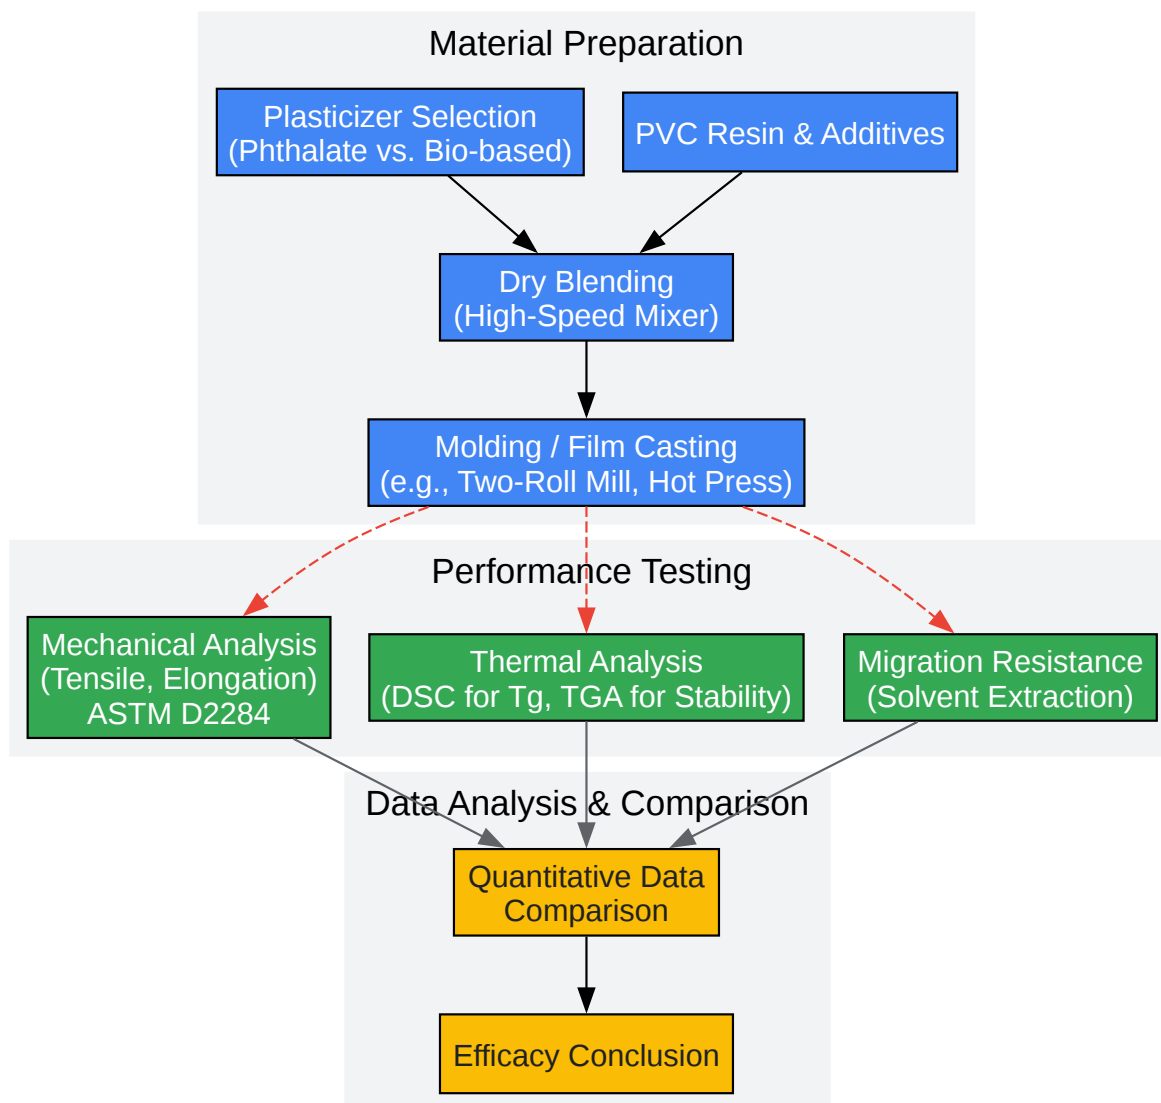 Material Preparation
Plasticizer Selection
(Phthalate vs. Bio-based)
PVC Resin & Additives
Dry Blending
(High-Speed Mixer)
Molding / Film Casting
(e.g., Two-Roll Mill, Hot Press)
Performance Testing
Mechanical Analysis
(Tensile, Elongation)
ASTM D2284
Thermal Analysis
(DSC for Tg, TGA for Stability)
Migration Resistance
(Solvent Extraction)
Data Analysis & Comparison
Quantitative Data
Comparison
Efficacy Conclusion